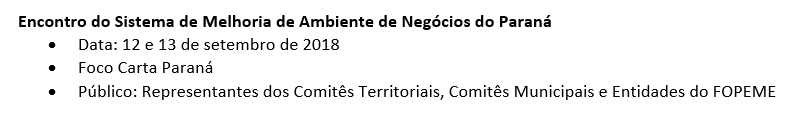 Encontro do Sistema de Melhoria de Ambiente de Negócios do Paraná
• Data: 12 e 13 de setembro de 2018
• Foco Carta Paraná
• Público: Representantes dos Comitês Territoriais, Comitês Municipais e Entidades do FOPEME